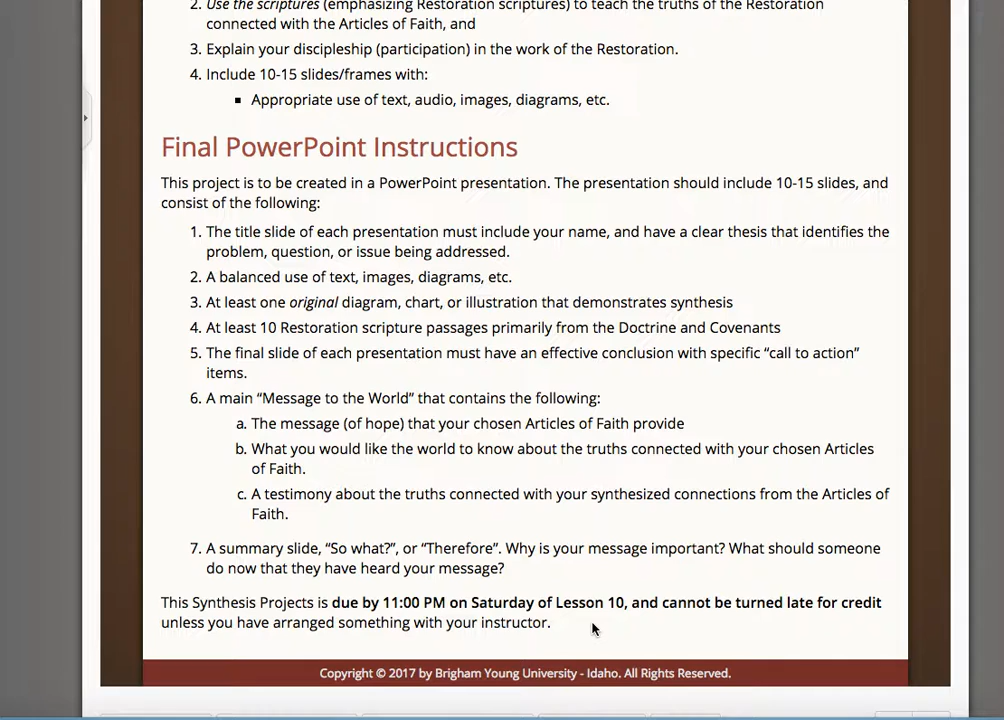 2. Use the scriptures (emphasizing Restoration scriptures) to teach the truths of the Restoration
connected with the Articles of Faith, and
3. Explain your discipleship (participation) in the work of the Restoration.
4. Include 10-15 slides/frames with:
▪ Appropriate use of text, audio, images, diagrams, etc.
Final PowerPoint Instructions
This project is to be created in a PowerPoint presentation. The presentation should include 10-15 slides, and
consist of the following:
1. The title slide of each presentation must include your name, and have a clear thesis that identifies the
problem, question, or issue being addressed.
2. A balanced use of text, images, diagrams, etc.
3. At least one original diagram, chart, or illustration that demonstrates synthesis
4. At least 10 Restoration scripture passages primarily from the Doctrine and Covenants
5. The final slide of each presentation must have an effective conclusion with specific “call to action”
items.
6. A main “Message to the World” that contains the following:
a. The message (of hope) that your chosen Articles of Faith provide
b. What you would like the world to know about the truths connected with your chosen Articles
of Faith.
c. A testimony about the truths connected with your synthesized connections from the Articles of
Faith.
7. A summary slide, “So what?”, or “Therefore”. Why is your message important? What should someone
do now that they have heard your message?
This Synthesis Projects is due by 11:00 PM on Saturday of Lesson 10, and cannot be turned late for credit
unless you have arranged something with your instructor.
Copyright © 2017 by Brigham Young University - Idaho. All Rights Reserved.